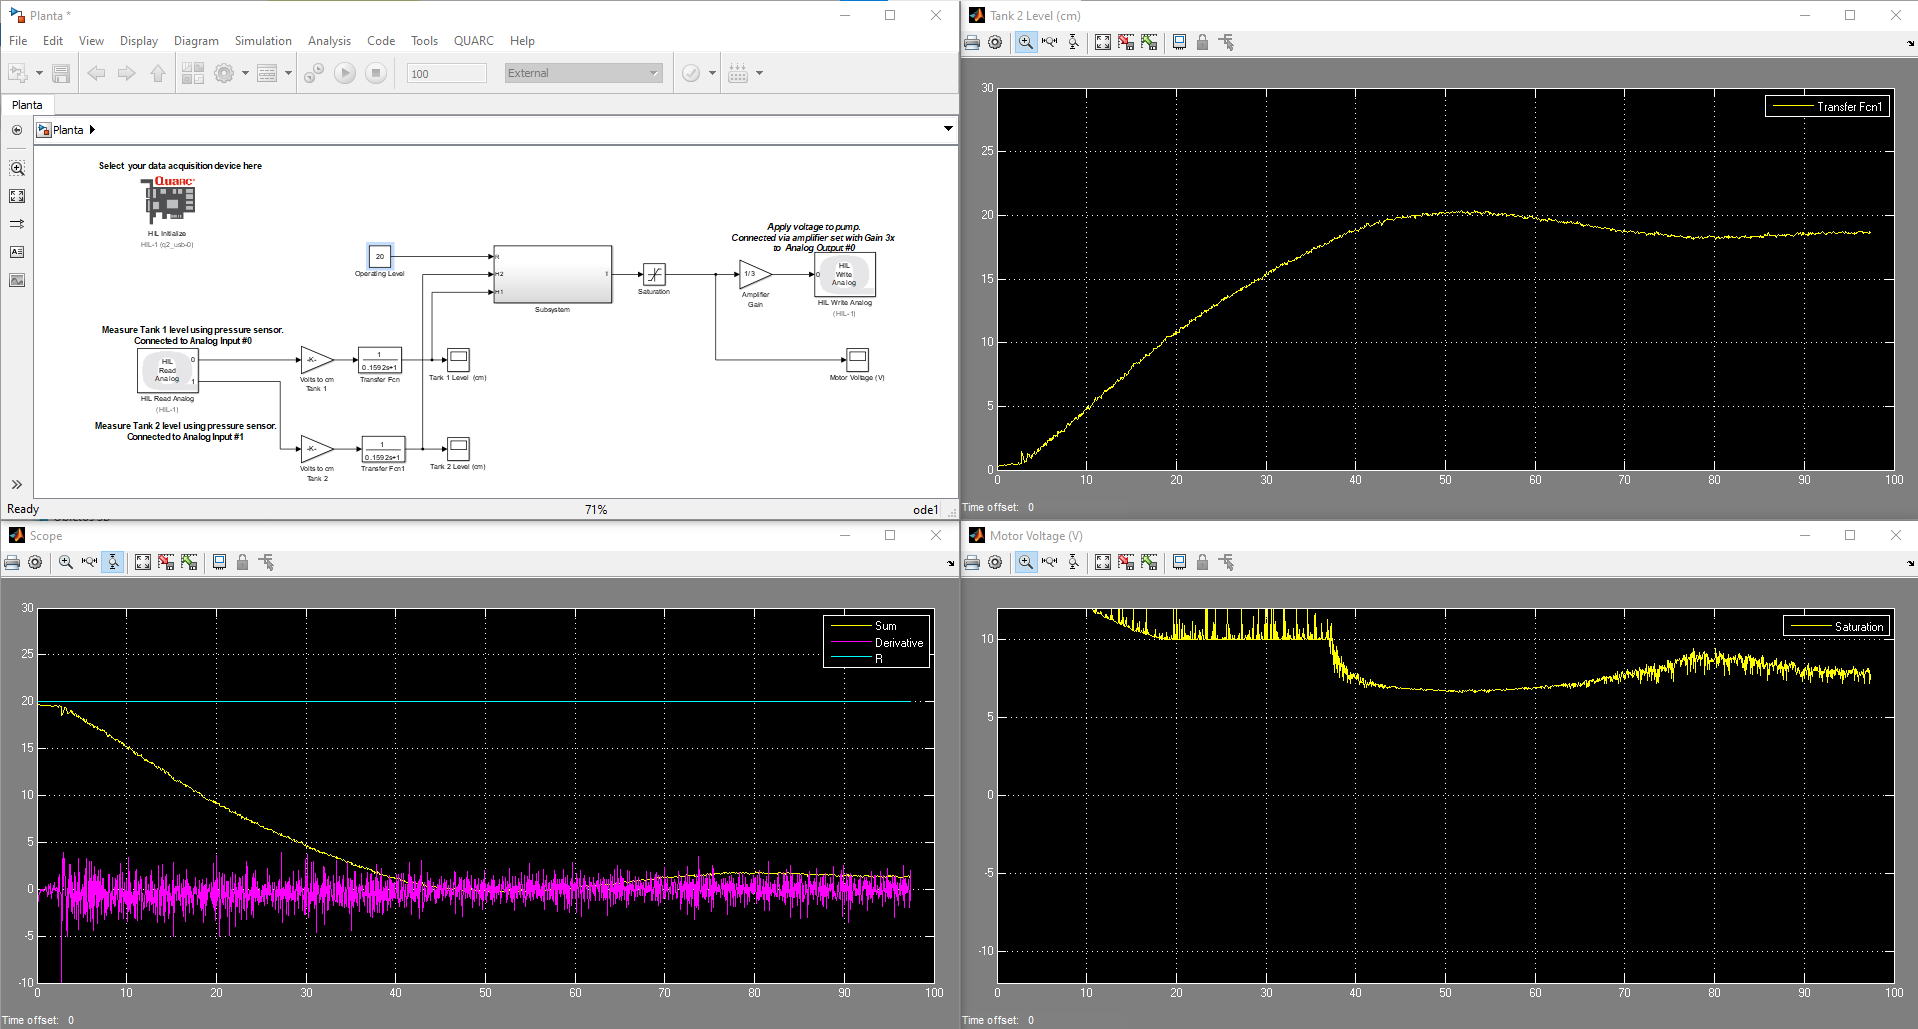 Planta *
File Edit View Display Diagram Simulation Analysis Code Tools QUARC Help
100
External
Planta
Planta
Select your data acquisition device here
QUARC
HIL Initialize
HIL-1 (q2_usb-0)
20
Operating Level
R
H2
H1
1
Subsystem
Saturation
Apply voltage to pump.
Connected via amplifier set with Gain 3x
to Analog Output #0
1/3
Amplifier
Gain
0
HIL
Write
Analog
HIL Write Analog
(HIL-1)
Measure Tank 1 level using pressure sensor.
Connected to Analog Input #0
HIL
Read
Analog
0
1
HIL Read Analog
(HIL-1)
-K-
Volts to cm
Tank 1
1
0.1592s+1
Transfer Fcn
Tank 1 Level (cm)
Motor Voltage (V)
Measure Tank 2 level using pressure sensor.
Connected to Analog Input #1
-K-
Volts to cm
Tank 2
1
0.1592s+1
Transfer Fcn1
Tank 2 Level (cm)
Ready
71%
ode1
Tank 2 Level (cm)
Transfer Fcn1
30
25
20
15
10
5
0
0 10 20 30 40 50 60 70 80 90 100
Time offset: 0
Scope
Sum
Derivative
R
30
25
20
15
10
5
0
-5
-10
0 10 20 30 40 50 60 70 80 90 100
Time offset: 0
Motor Voltage (V)
Saturation
10
5
0
-5
-10
0 10 20 30 40 50 60 70 80 90 100
Time offset: 0